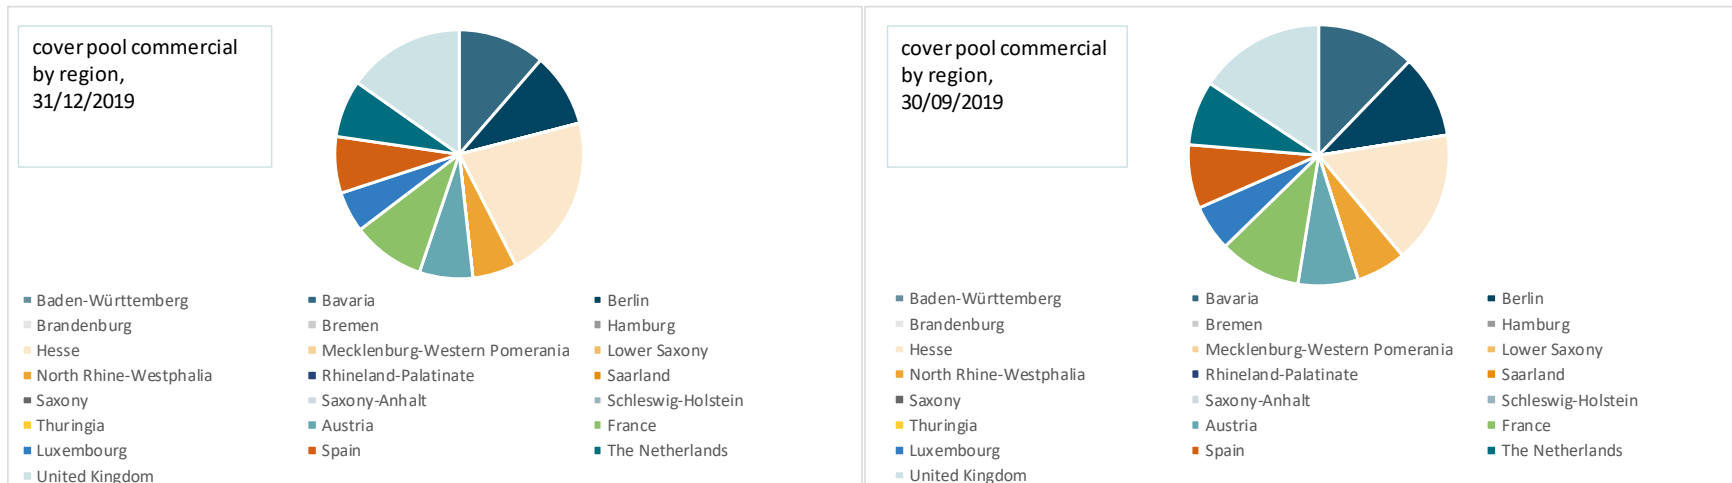 cover pool commercial
by region,
31/12/2019
Baden-Württemberg
Bavaria
Berlin
Brandenburg
Bremen
Hamburg
Hesse
Mecklenburg-Western Pomerania
Lower Saxony
North Rhine-Westphalia
Rhineland-Palatinate
Saarland
Saxony
Saxony-Anhalt
Schleswig-Holstein
Thuringia
Austria
France
Luxembourg
Spain
The Netherlands
United Kingdom
cover pool commercial
by region,
30/09/2019
Baden-Württemberg
Bavaria
Berlin
Brandenburg
Bremen
Hamburg
Hesse
Mecklenburg-Western Pomerania
Lower Saxony
North Rhine-Westphalia
Rhineland-Palatinate
Saarland
Saxony
Saxony-Anhalt
Schleswig-Holstein
Thuringia
Austria
France
Luxembourg
Spain
The Netherlands
United Kingdom